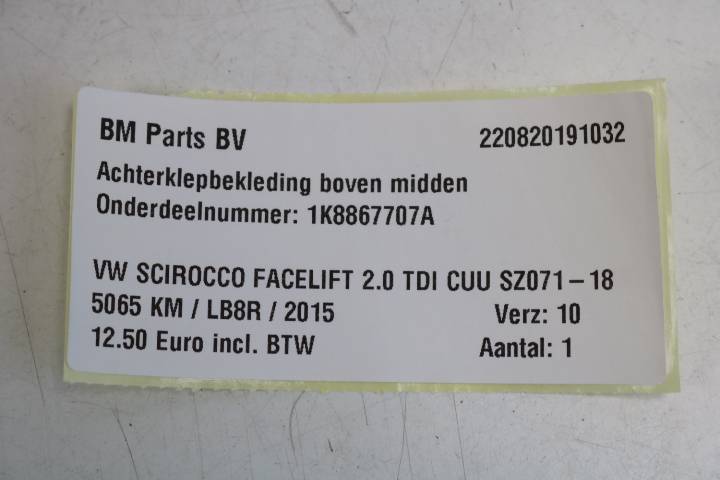 BM Parts BV 220820191032
Achterklepbekleding boven midden
Onderdeelnummer: 1K8867707A
VW SCIROCCO FACELIFT 2.0 TDI CUU SZ071-18
5065 KM / LB8R / 2015 Verz: 10
12.50 Euro incl. BTW Aantal: 1